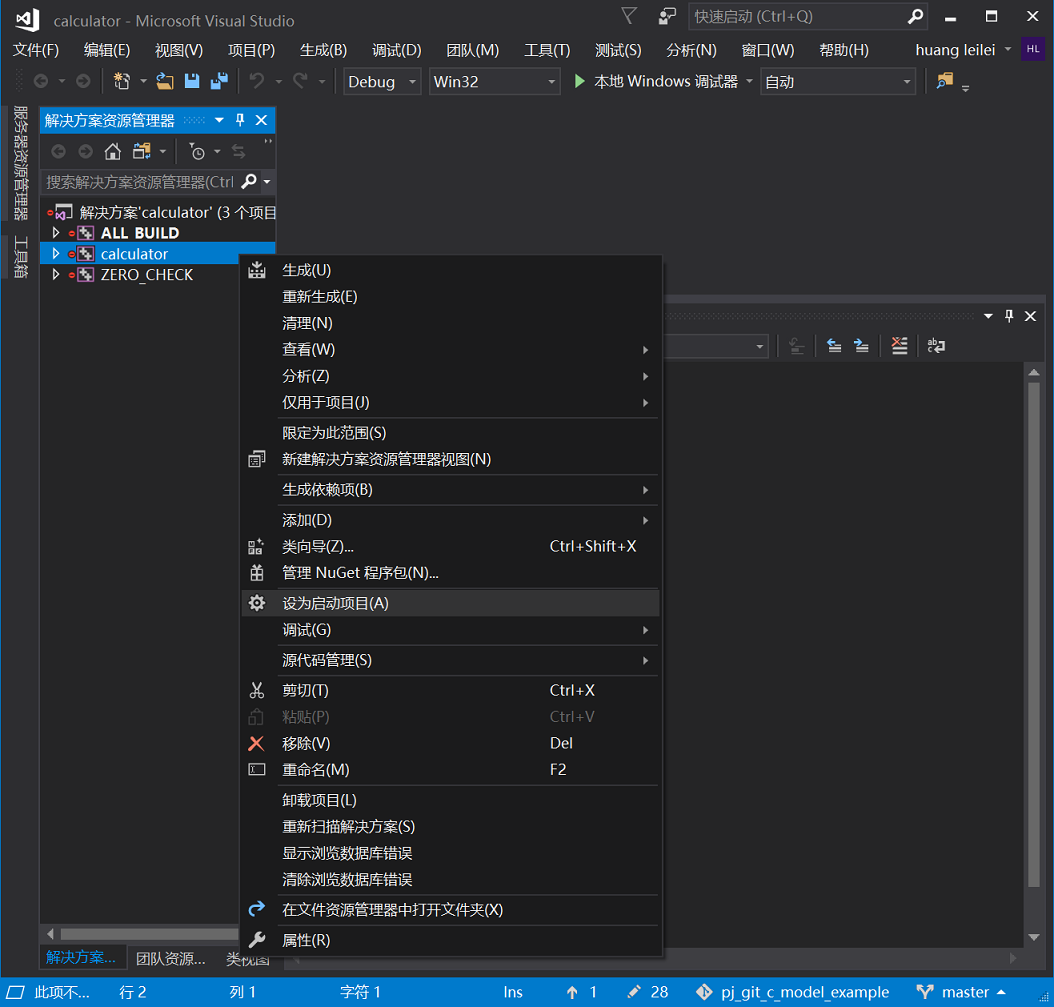 calculator - Microsoft Visual Studio
快速启动 (Ctrl+Q)
文件(F) 编辑(E) 视图(V) 项目(P) 生成(B) 调试(D) 团队(M) 工具(T) 测试(S) 分析(N) 窗口(W) 帮助(H) huang leilei HL
Debug Win32 本地 Windows 调试器 自动
服务器资源管理器
工具箱
解决方案资源管理器
搜索解决方案资源管理器(Ctrl
解决方案'calculator' (3 个项目
ALL_BUILD
calculator
ZERO_CHECK
生成(U)
重新生成(E)
清理(N)
查看(W)
分析(Z)
仅用于项目(J)
限定为此范围(S)
新建解决方案资源管理器视图(N)
生成依赖项(B)
添加(D)
类向导(Z)... Ctrl+Shift+X
管理 NuGet 程序包(N)...
设为启动项目(A)
调试(G)
源代码管理(S)
剪切(T) Ctrl+X
粘贴(P) Ctrl+V
移除(V) Del
重命名(M) F2
卸载项目(L)
重新扫描解决方案(S)
显示浏览数据库错误
清除浏览数据库错误
在文件资源管理器中打开文件夹(X)
属性(R)
解决方案... 团队资源... 类视图
此项不... 行 2 列 1 字符 1 Ins 1 28 pj_git_c_model_example master